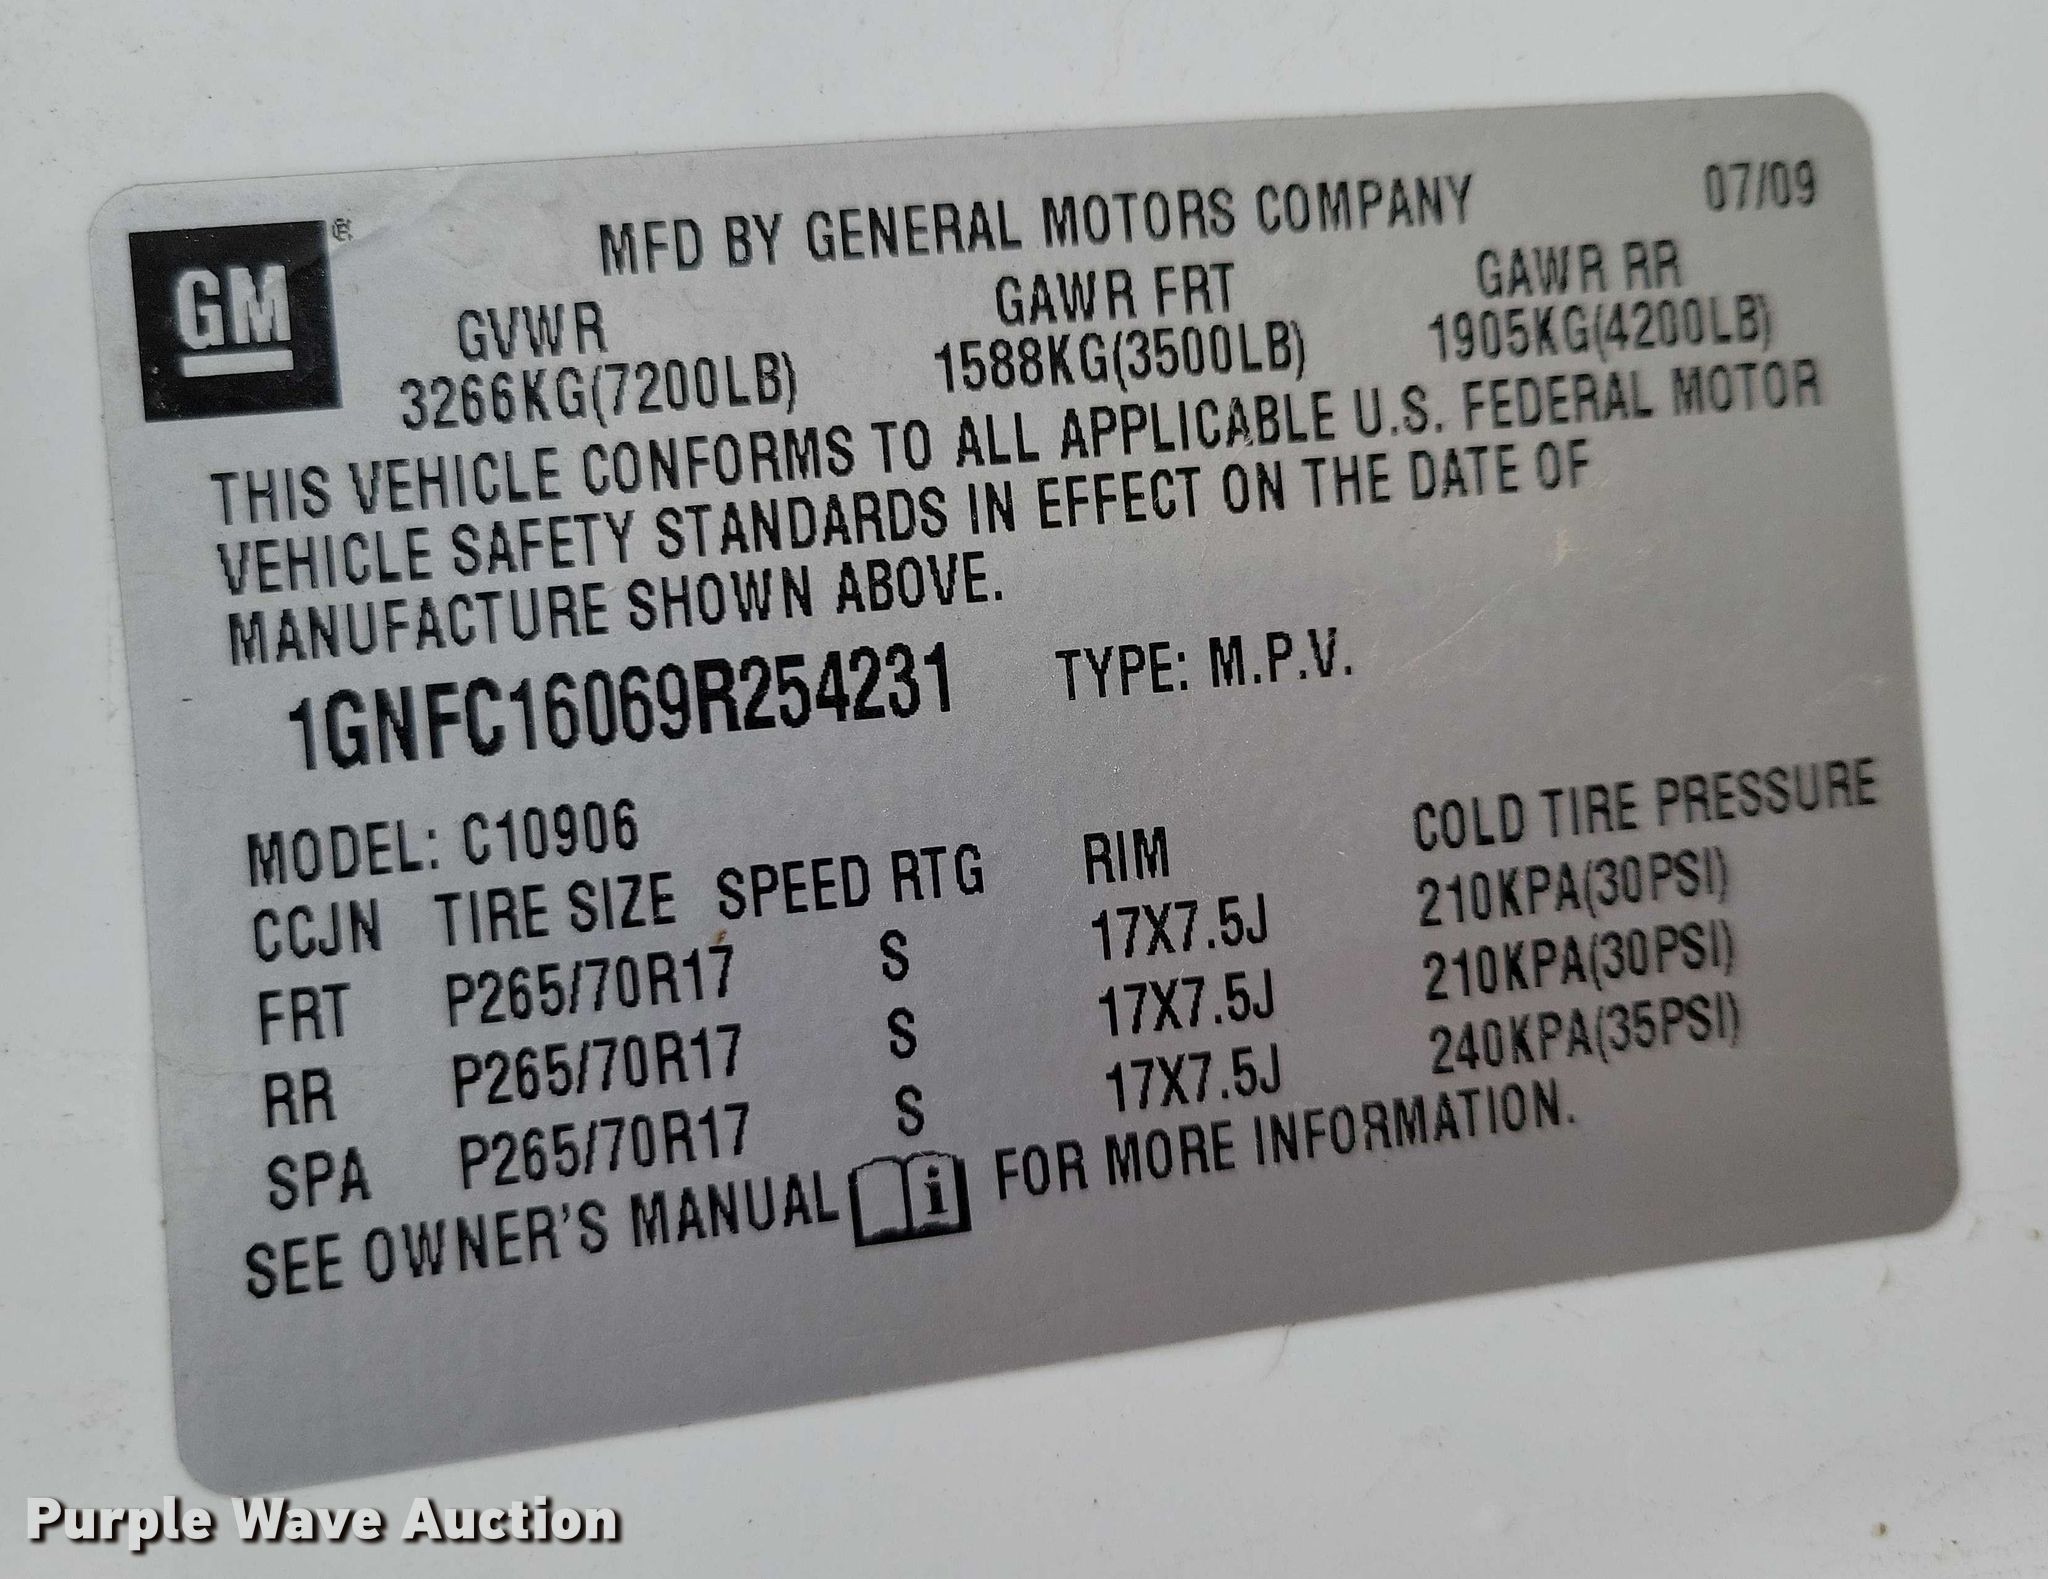 GM®
MFD BY GENERAL MOTORS COMPANY 07/09
GVWR GAWR FRT GAWR RR
3266KG(7200LB) 1588KG(3500LB) 1905KG(4200LB)
THIS VEHICLE CONFORMS TO ALL APPLICABLE U.S. FEDERAL MOTOR
VEHICLE SAFETY STANDARDS IN EFFECT ON THE DATE OF
MANUFACTURE SHOWN ABOVE.
1GNFC16069R254231 TYPE: M.P.V.
MODEL: C10906
CCJN TIRE SIZE SPEED RTG RIM COLD TIRE PRESSURE
FRT P265/70R17 S 17X7.5J 210KPA(30PSI)
RR P265/70R17 S 17X7.5J 210KPA(30PSI)
SPA P265/70R17 S 17X7.5J 240KPA(35PSI)
SEE OWNER'S MANUAL i FOR MORE INFORMATION.
Purple Wave Auction